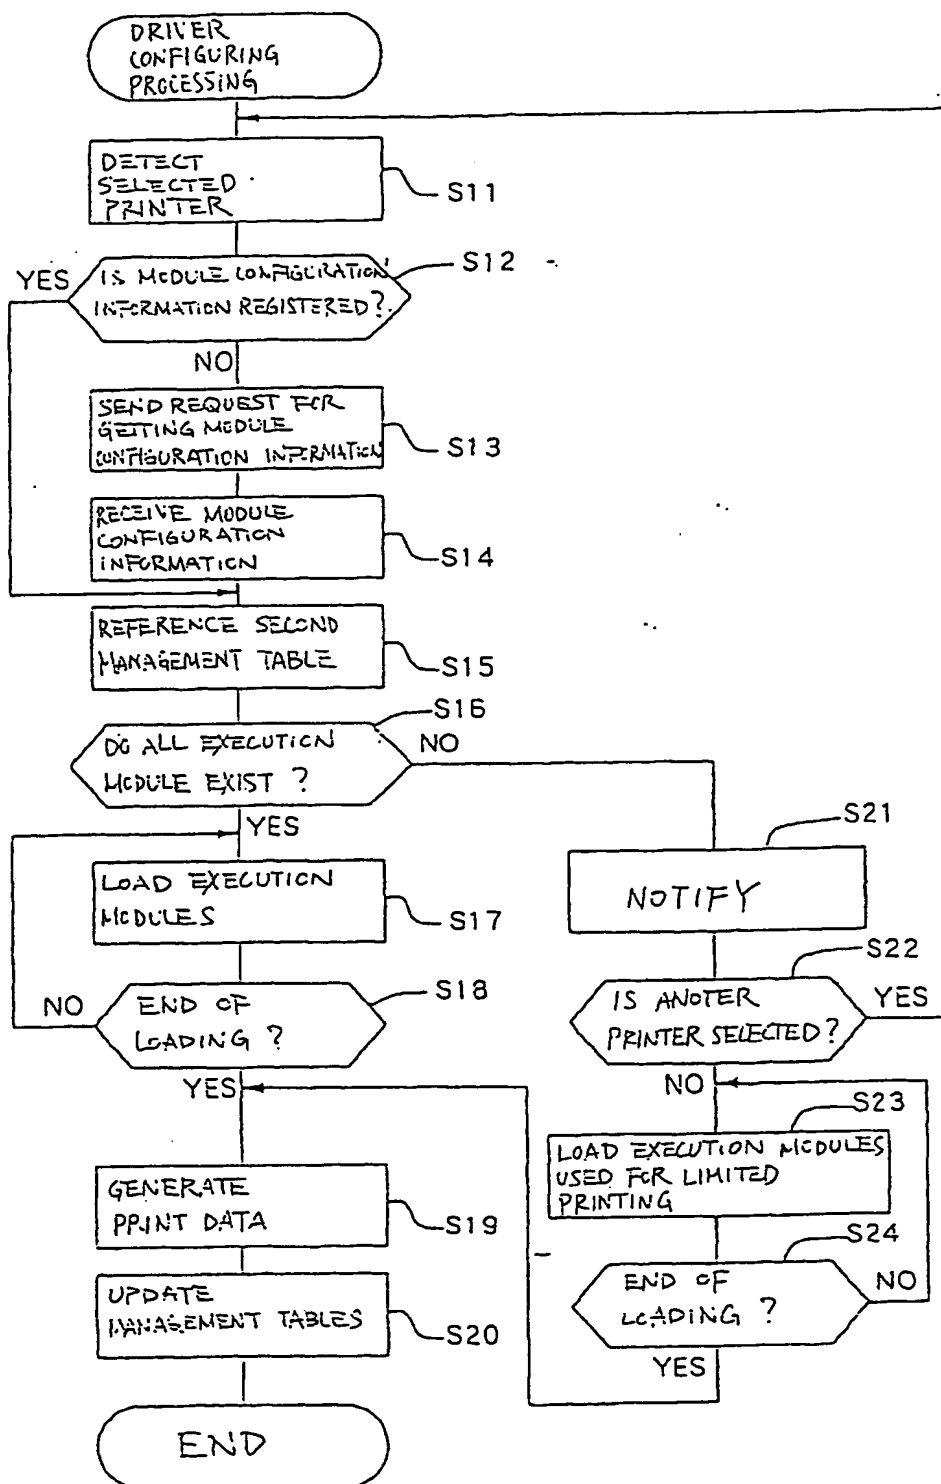 DRIVER
CONFIGURING
PROCESSING
DETECT
SELECTED
PRINTER
S11
YES
IS MODULE CONFIGURATION
INFORMATION REGISTERED?
S12
NO
SEND REQUEST FOR
GETTING MODULE
CONFIGURATION INFORMATION
S13
RECEIVE MODULE
CONFIGURATION
INFORMATION
S14
REFERENCE SECOND
MANAGEMENT TABLE
S15
S16
DO ALL EXECUTION
MODULE EXIST ?
NO
YES
LOAD EXECUTION
MODULES
S17
NO
END OF
LOADING ?
S18
YES
S21
NOTIFY
S22
IS ANOTER
PRINTER SELECTED?
YES
NO
S23
LOAD EXECUTION MODULES
USED FOR LIMITED
PRINTING
S24
END OF
LOADING ?
NO
YES
GENERATE
PRINT DATA
S19
UPDATE
MANAGEMENT TABLES
S20
END